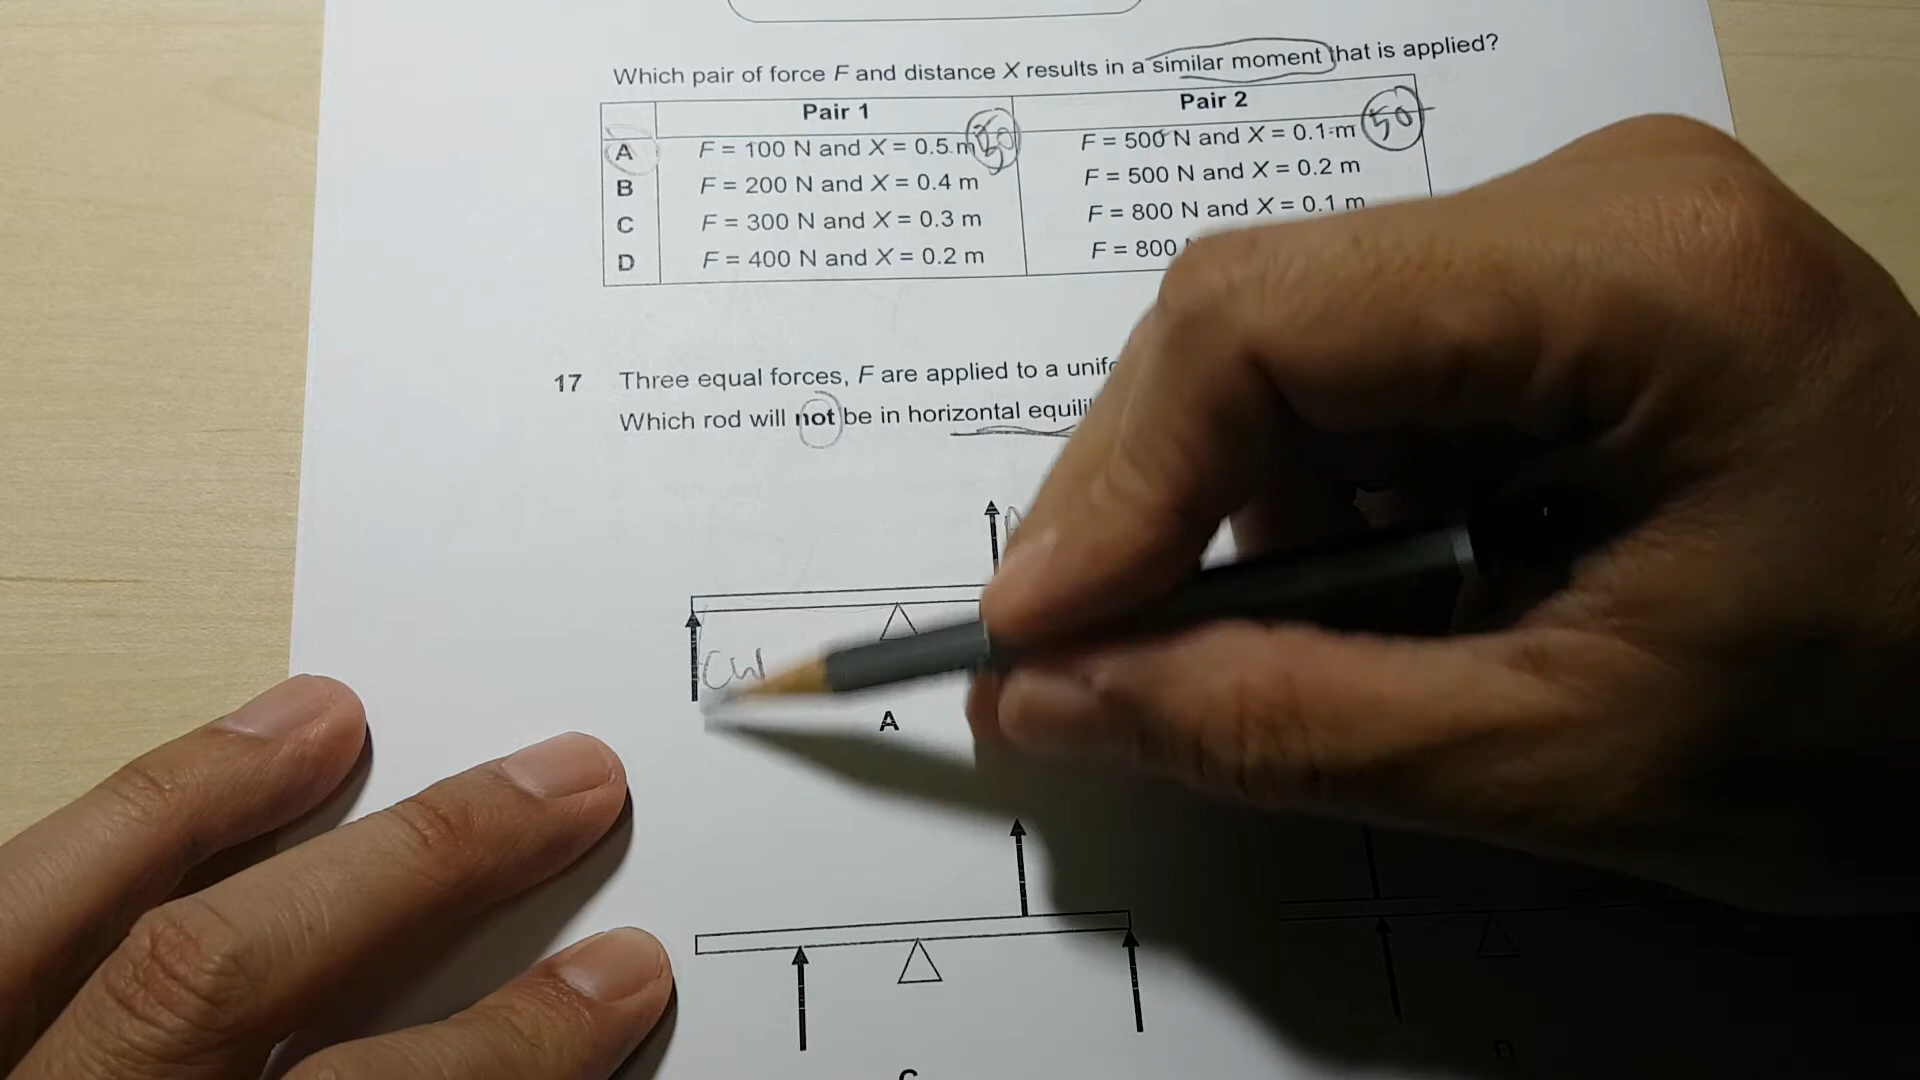 Which pair of force F and distance X results in a similar moment that is applied?
Pair 1 Pair 2
A F = 100 N and X = 0.5 m 50 F = 500 N and X = 0.1 m 50
B F = 200 N and X = 0.4 m F = 500 N and X = 0.2 m
C F = 300 N and X = 0.3 m F = 800 N and X = 0.1 m
D F = 400 N and X = 0.2 m F = 800
17 Three equal forces, F are applied to a
Which rod will not be in horizontal
CW
A